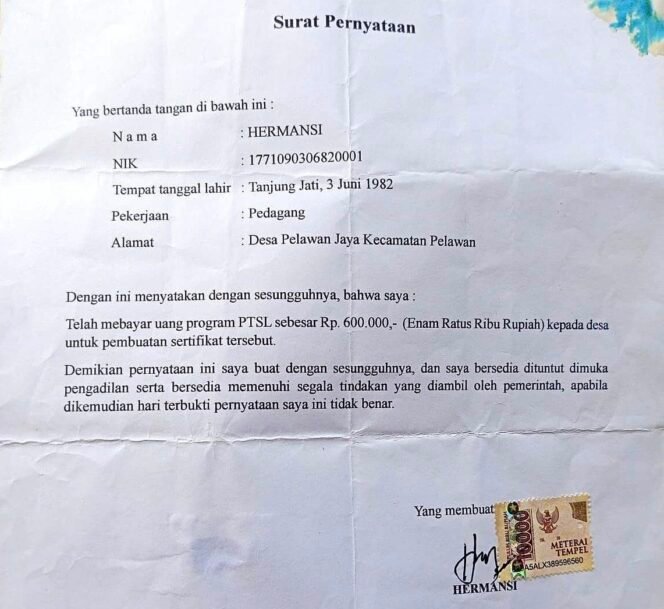 Surat Pernyataan
Yang bertanda tangan di bawah ini :
N a m a : HERMANSI
NIK : 1771090306820001
Tempat tanggal lahir : Tanjung Jati, 3 Juni 1982
Pekerjaan : Pedagang
Alamat : Desa Pelawan Jaya Kecamatan Pelawan
Dengan ini menyatakan dengan sesungguhnya, bahwa saya :
Telah mebayar uang program PTSL sebesar Rp. 600.000,- (Enam Ratus Ribu Rupiah) kepada desa
untuk pembuatan sertifikat tersebut.
Demikian pernyataan ini saya buat dengan sesungguhnya, dan saya bersedia dituntut dimuka
pengadilan serta bersedia memenuhi segala tindakan yang diambil oleh pemerintah, apabila
dikemudian hari terbukti pernyataan saya ini tidak benar.
Yang membuat
10000
METERAI
TEMPEL
A5ALX389596560
HERMANSI